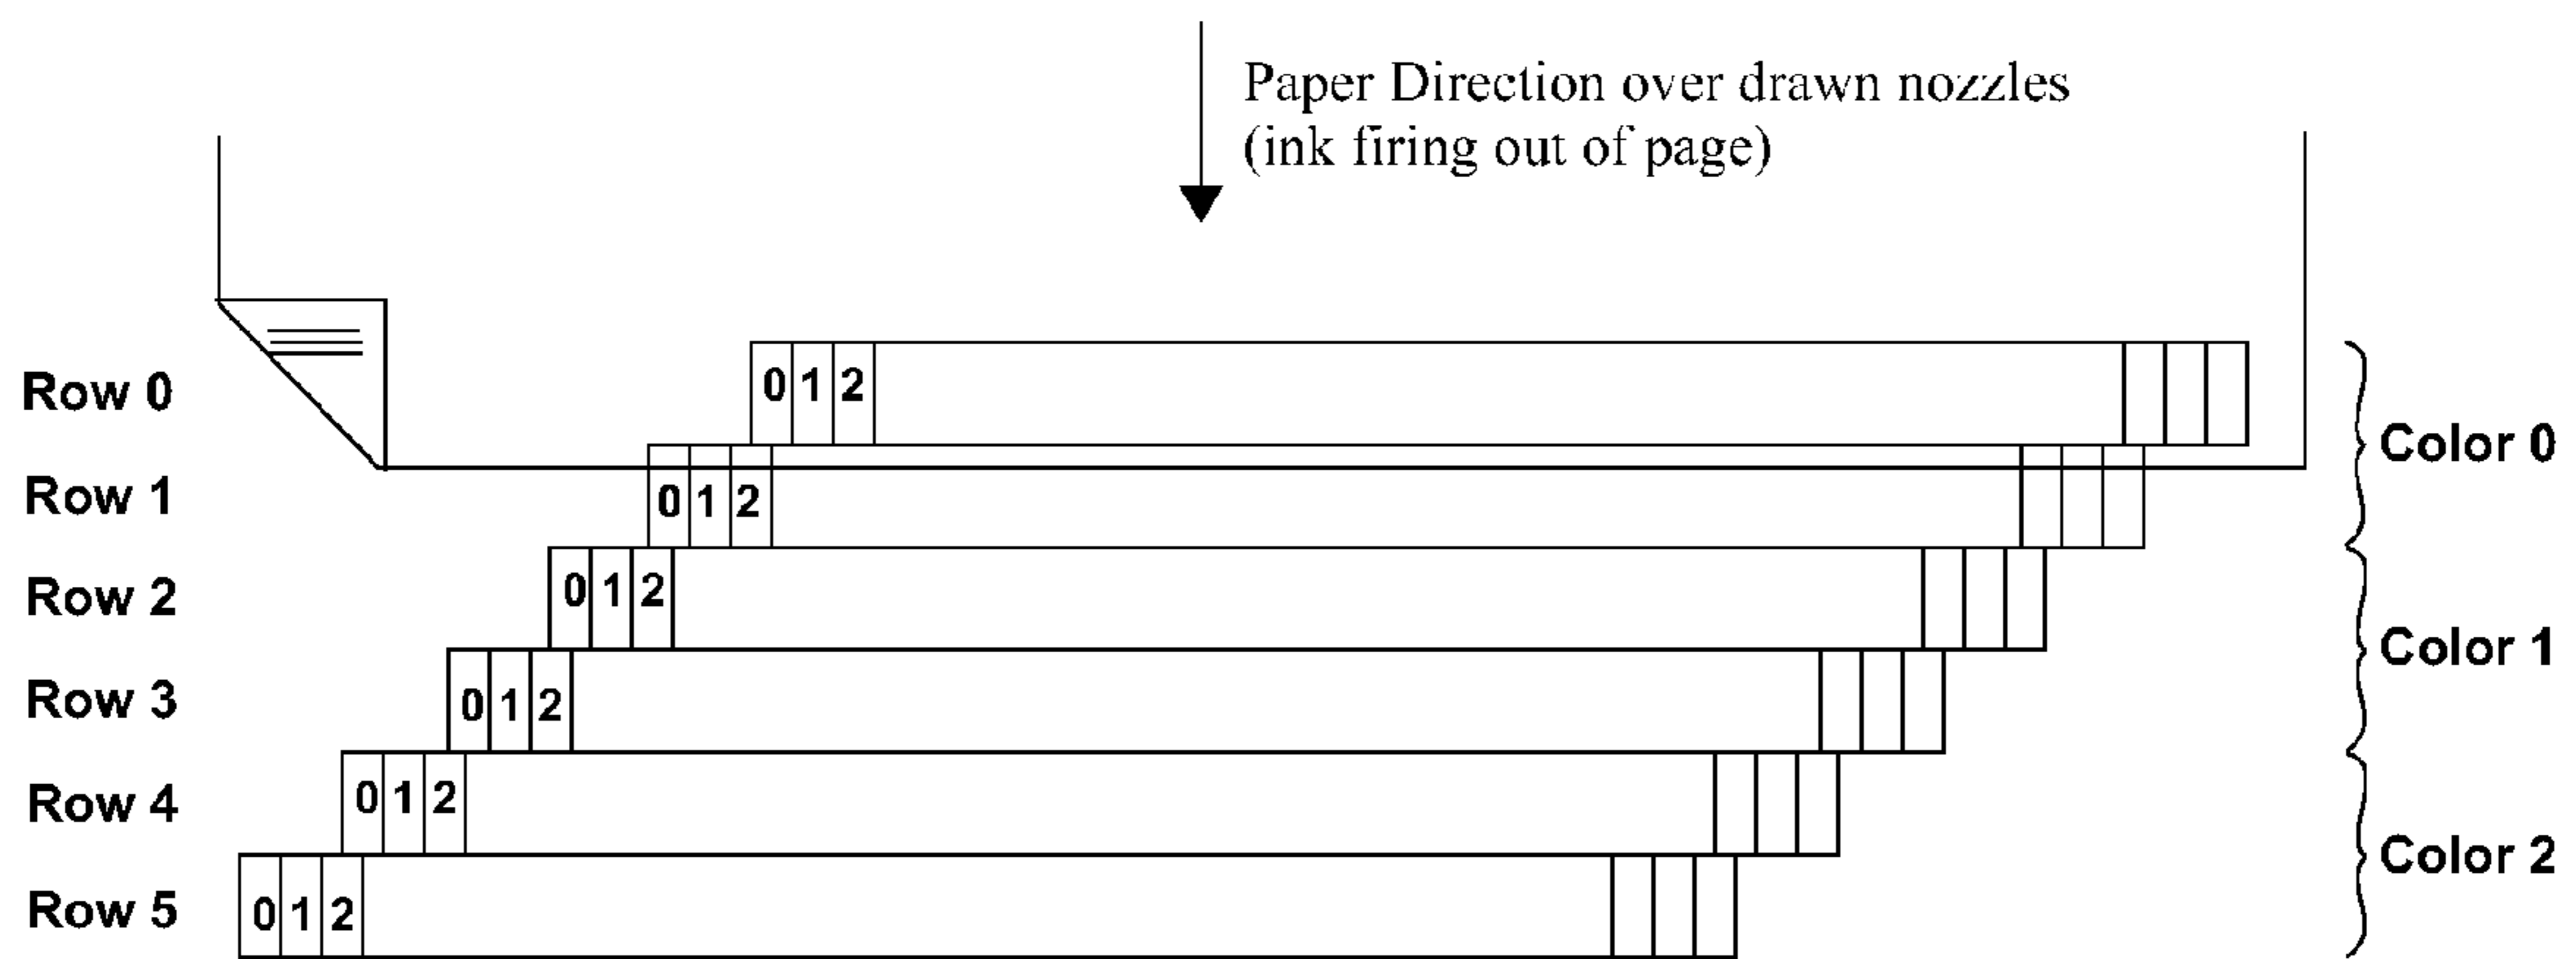 Paper Direction over drawn nozzles
(ink firing out of page)
Row 0
0 1 2
Color 0
Row 1
0 1 2
Row 2
0 1 2
Color 1
Row 3
0 1 2
Row 4
0 1 2
Color 2
Row 5
0 1 2